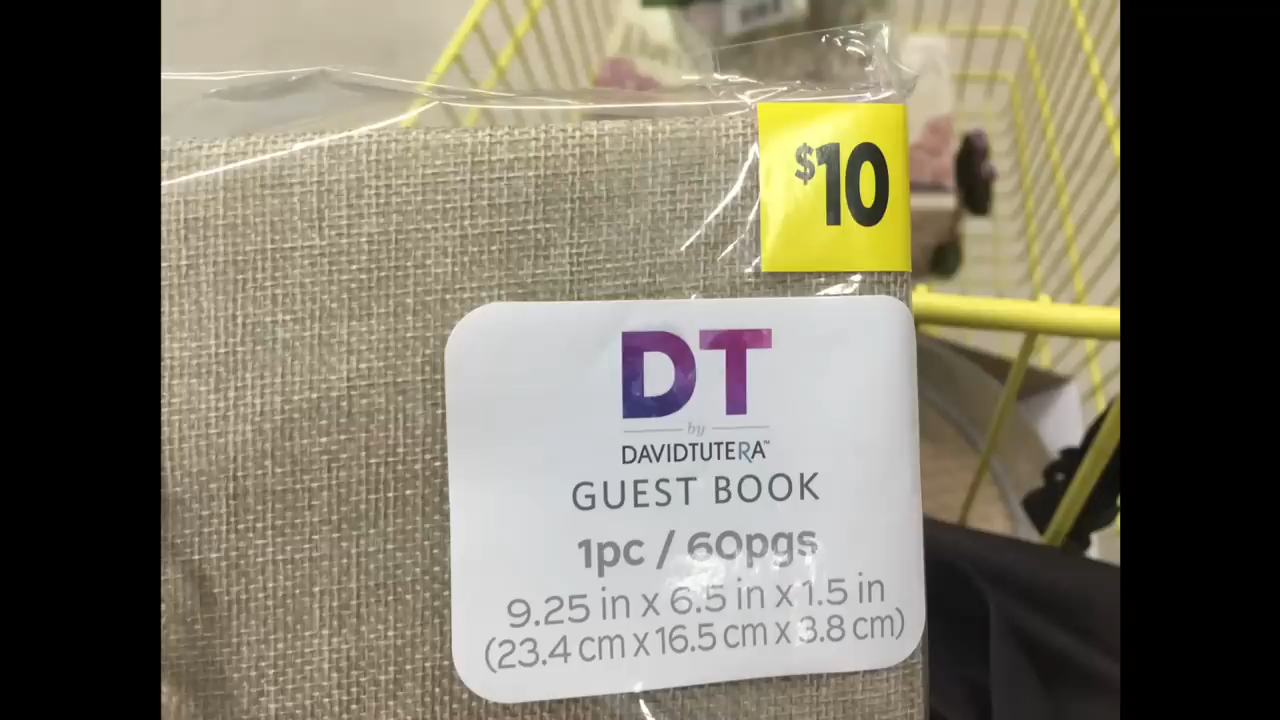 $10
DT
by
DAVIDTUTERA™
GUEST BOOK
1pc / 60pgs
9.25 in x 6.5 in x 1.5 in
(23.4 cm x 16.5 cm x 3.8 cm)